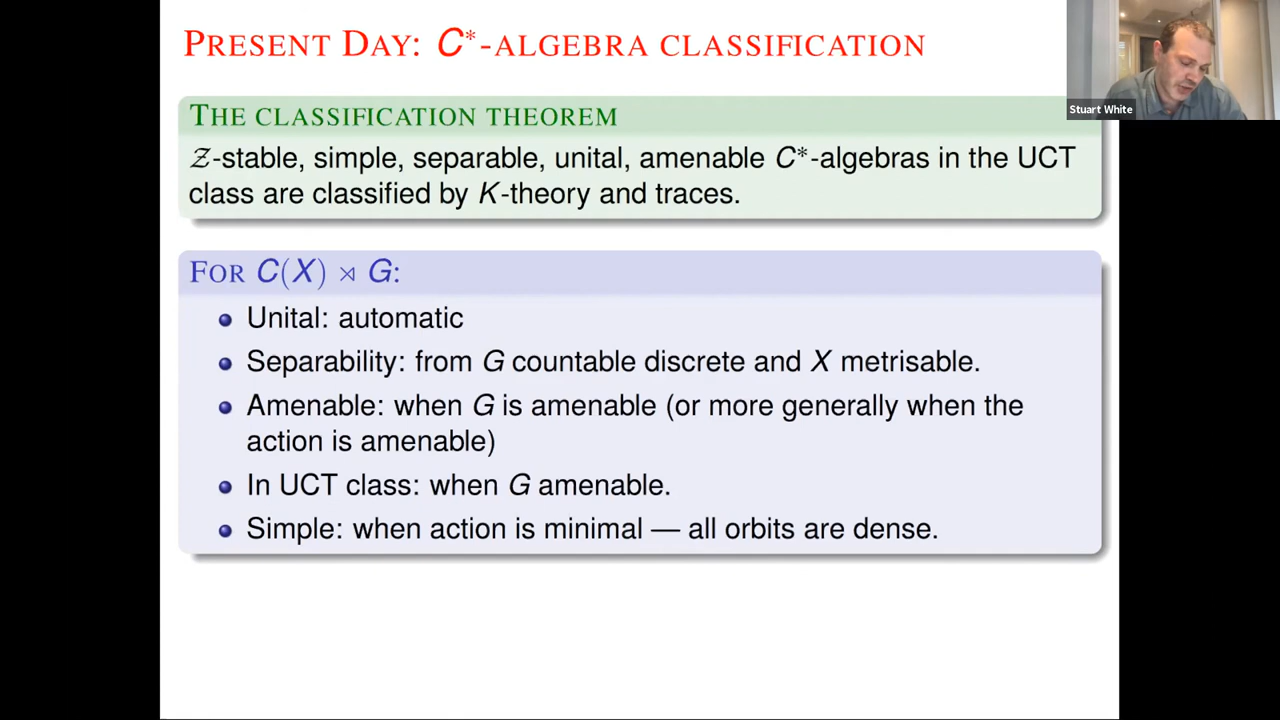 PRESENT DAY: C*-ALGEBRA CLASSIFICATION
Stuart White
THE CLASSIFICATION THEOREM
𝒵-stable, simple, separable, unital, amenable C*-algebras in the UCT
class are classified by K-theory and traces.
FOR C(X) ⋊ G:
Unital: automatic
Separability: from G countable discrete and X metrisable.
Amenable: when G is amenable (or more generally when the
action is amenable)
In UCT class: when G amenable.
Simple: when action is minimal — all orbits are dense.